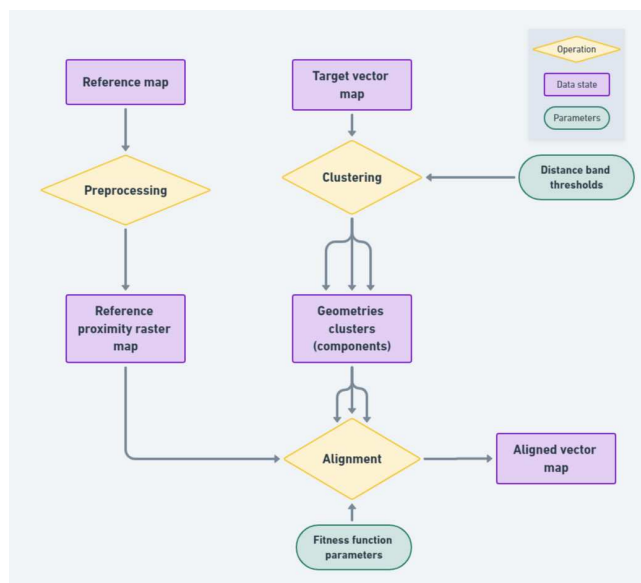 Reference map
Target vector
map
Operation
Data state
Parameters
Preprocessing
Clustering
Distance band
thresholds
Reference
proximity raster
map
Geometries
clusters
(components)
Alignment
Aligned vector
map
Fitness function
parameters